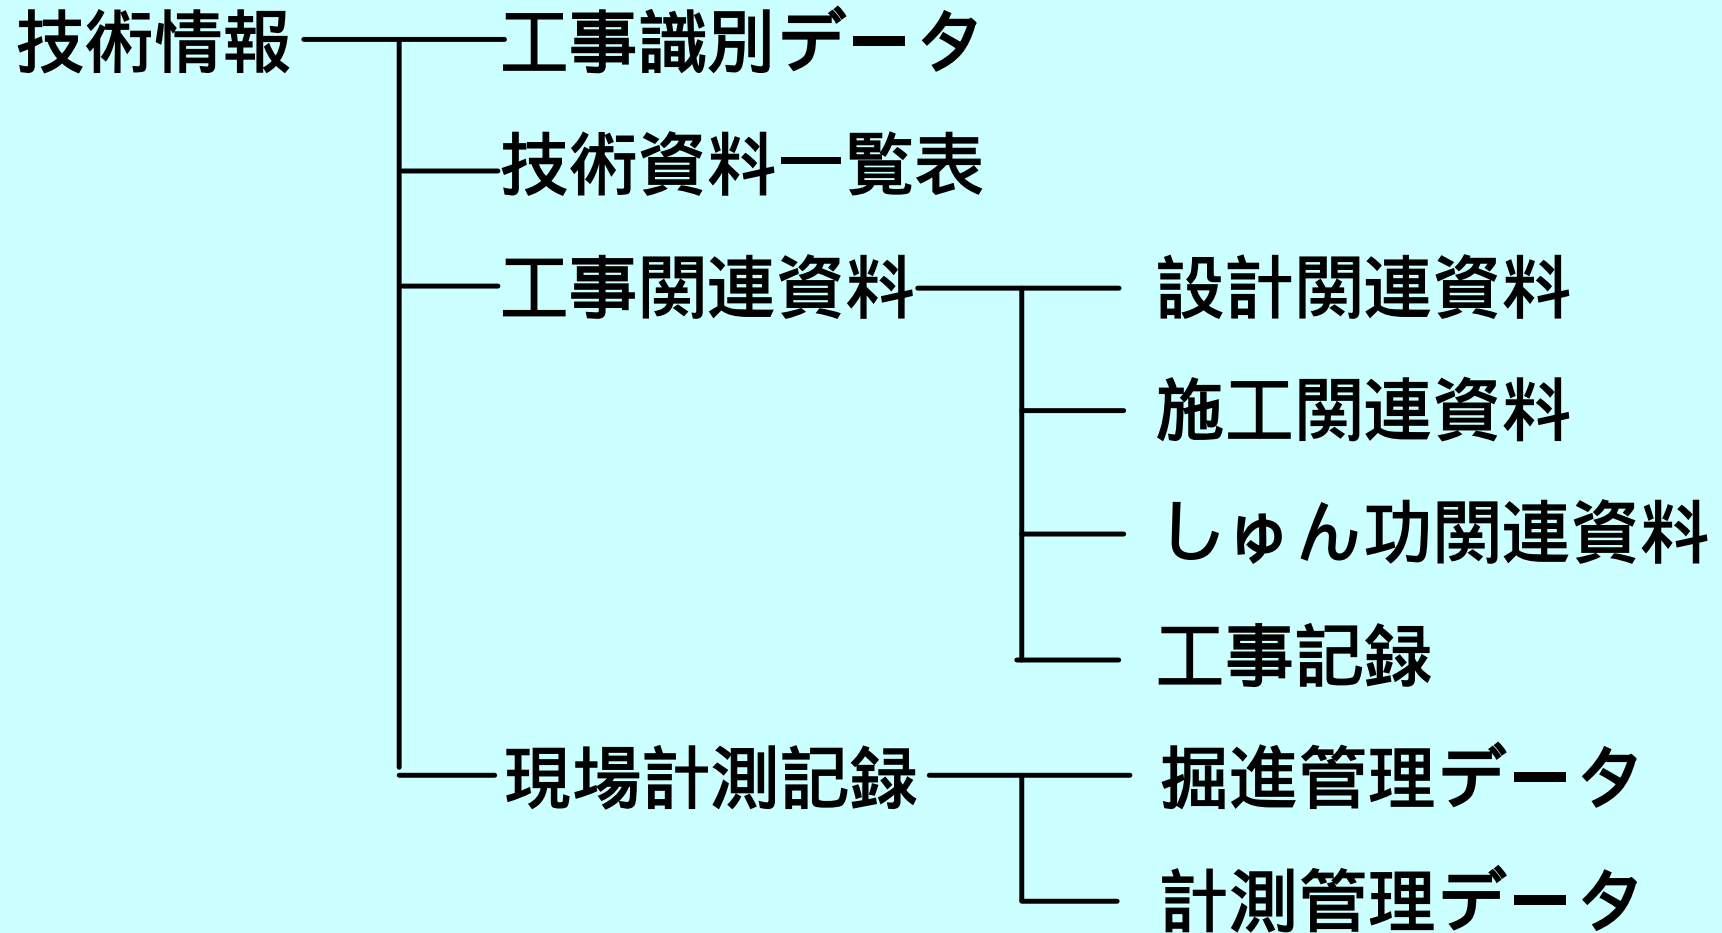 技術情報 工事識別データ
技術資料一覧表
工事関連資料 設計関連資料
施工関連資料
しゅん功関連資料
工事記録
現場計測記録 掘進管理データ
計測管理データ